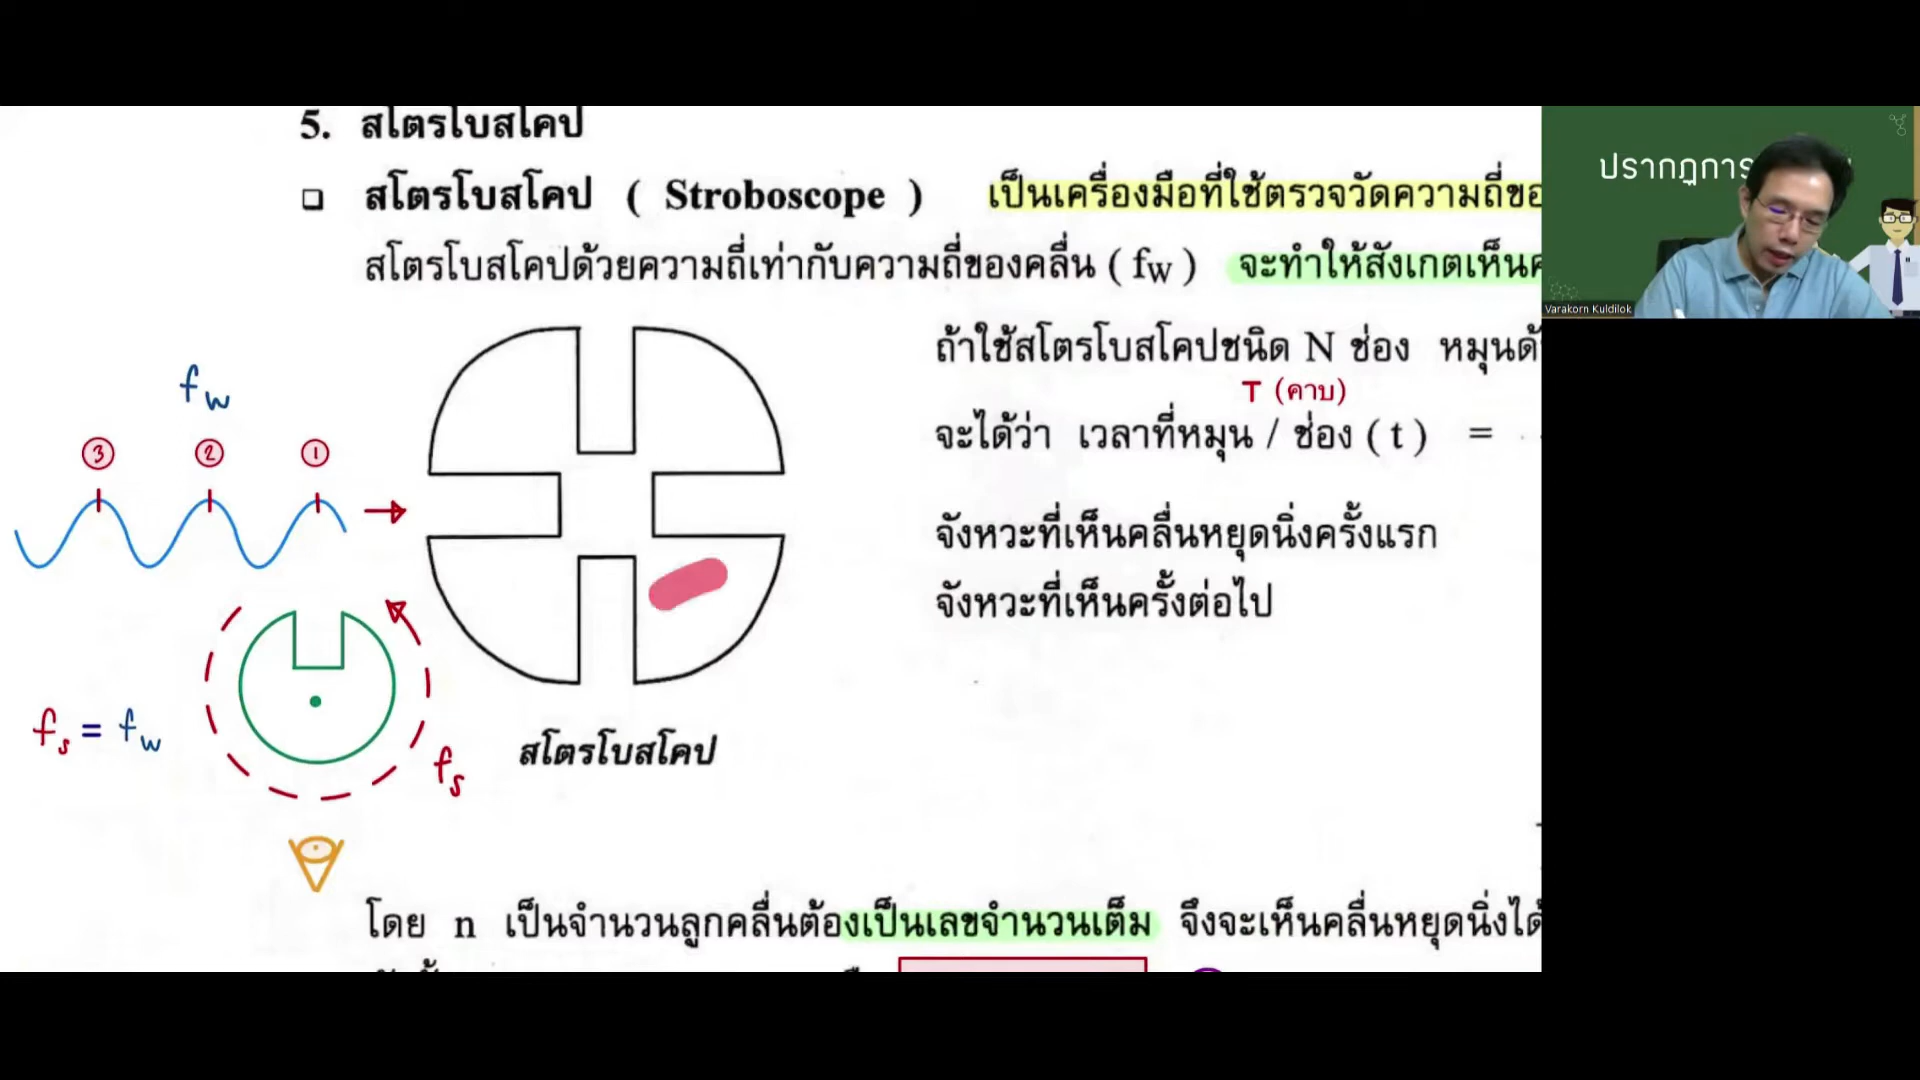 5. สโตรโบสโคป
❑ สโตรโบสโคป ( Stroboscope ) เป็นเครื่องมือที่ใช้ตรวจวัดความถี่ขอ
สโตรโบสโคปด้วยความถี่เท่ากับความถี่ของคลื่น ( fw ) จะทำให้สังเกตเห็น
ถ้าใช้สโตรโบสโคปชนิด N ช่อง หมุนด้
T (คาบ)
จะได้ว่า เวลาที่หมุน / ช่อง ( t ) =
จังหวะที่เห็นคลื่นหยุดนิ่งครั้งแรก
จังหวะที่เห็นครั้งต่อไป
fw
3 2 1
fs = fw
fs
สโตรโบสโคป
โดย n เป็นจำนวนลูกคลื่นต้องเป็นเลขจำนวนเต็ม จึงจะเห็นคลื่นหยุดนิ่งได้
ปรากฏการ
Varakorn Kuldilok